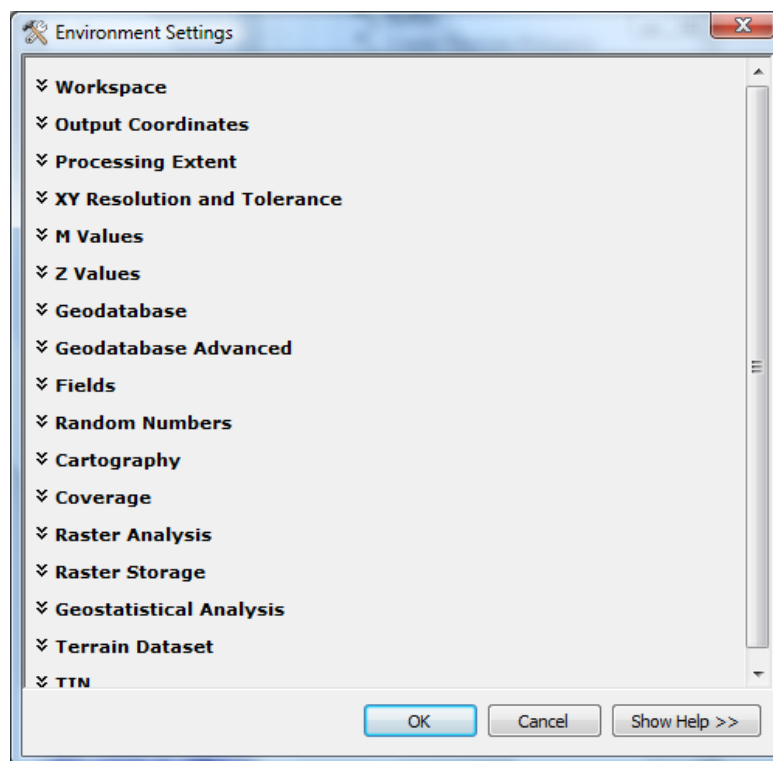 Environment Settings
Workspace
Output Coordinates
Processing Extent
XY Resolution and Tolerance
M Values
Z Values
Geodatabase
Geodatabase Advanced
Fields
Random Numbers
Cartography
Coverage
Raster Analysis
Raster Storage
Geostatistical Analysis
Terrain Dataset
TIN
OK Cancel Show Help >>